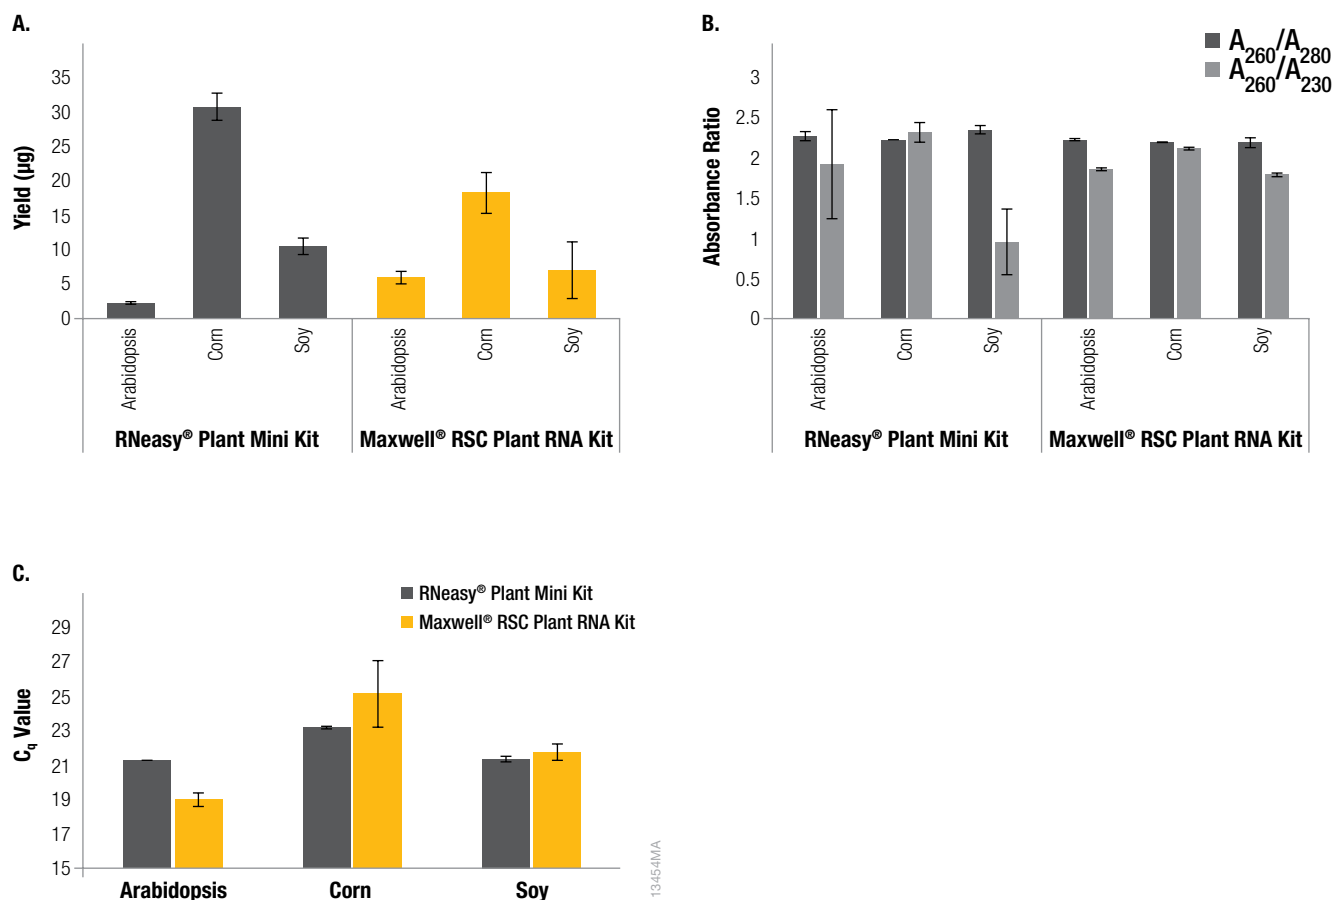 A.
Yield (µg)
35
30
25
20
15
10
5
0
Arabidopsis
Corn
Soy
Arabidopsis
Corn
Soy
RNeasy® Plant Mini Kit
Maxwell® RSC Plant RNA Kit
B.
A260/A280
A260/A230
Absorbance Ratio
3
2.5
2
1.5
1
0.5
0
Arabidopsis
Corn
Soy
Arabidopsis
Corn
Soy
RNeasy® Plant Mini Kit
Maxwell® RSC Plant RNA Kit
C.
RNeasy® Plant Mini Kit
Maxwell® RSC Plant RNA Kit
Cq Value
29
27
25
23
21
19
17
15
Arabidopsis
Corn
Soy
13454MA